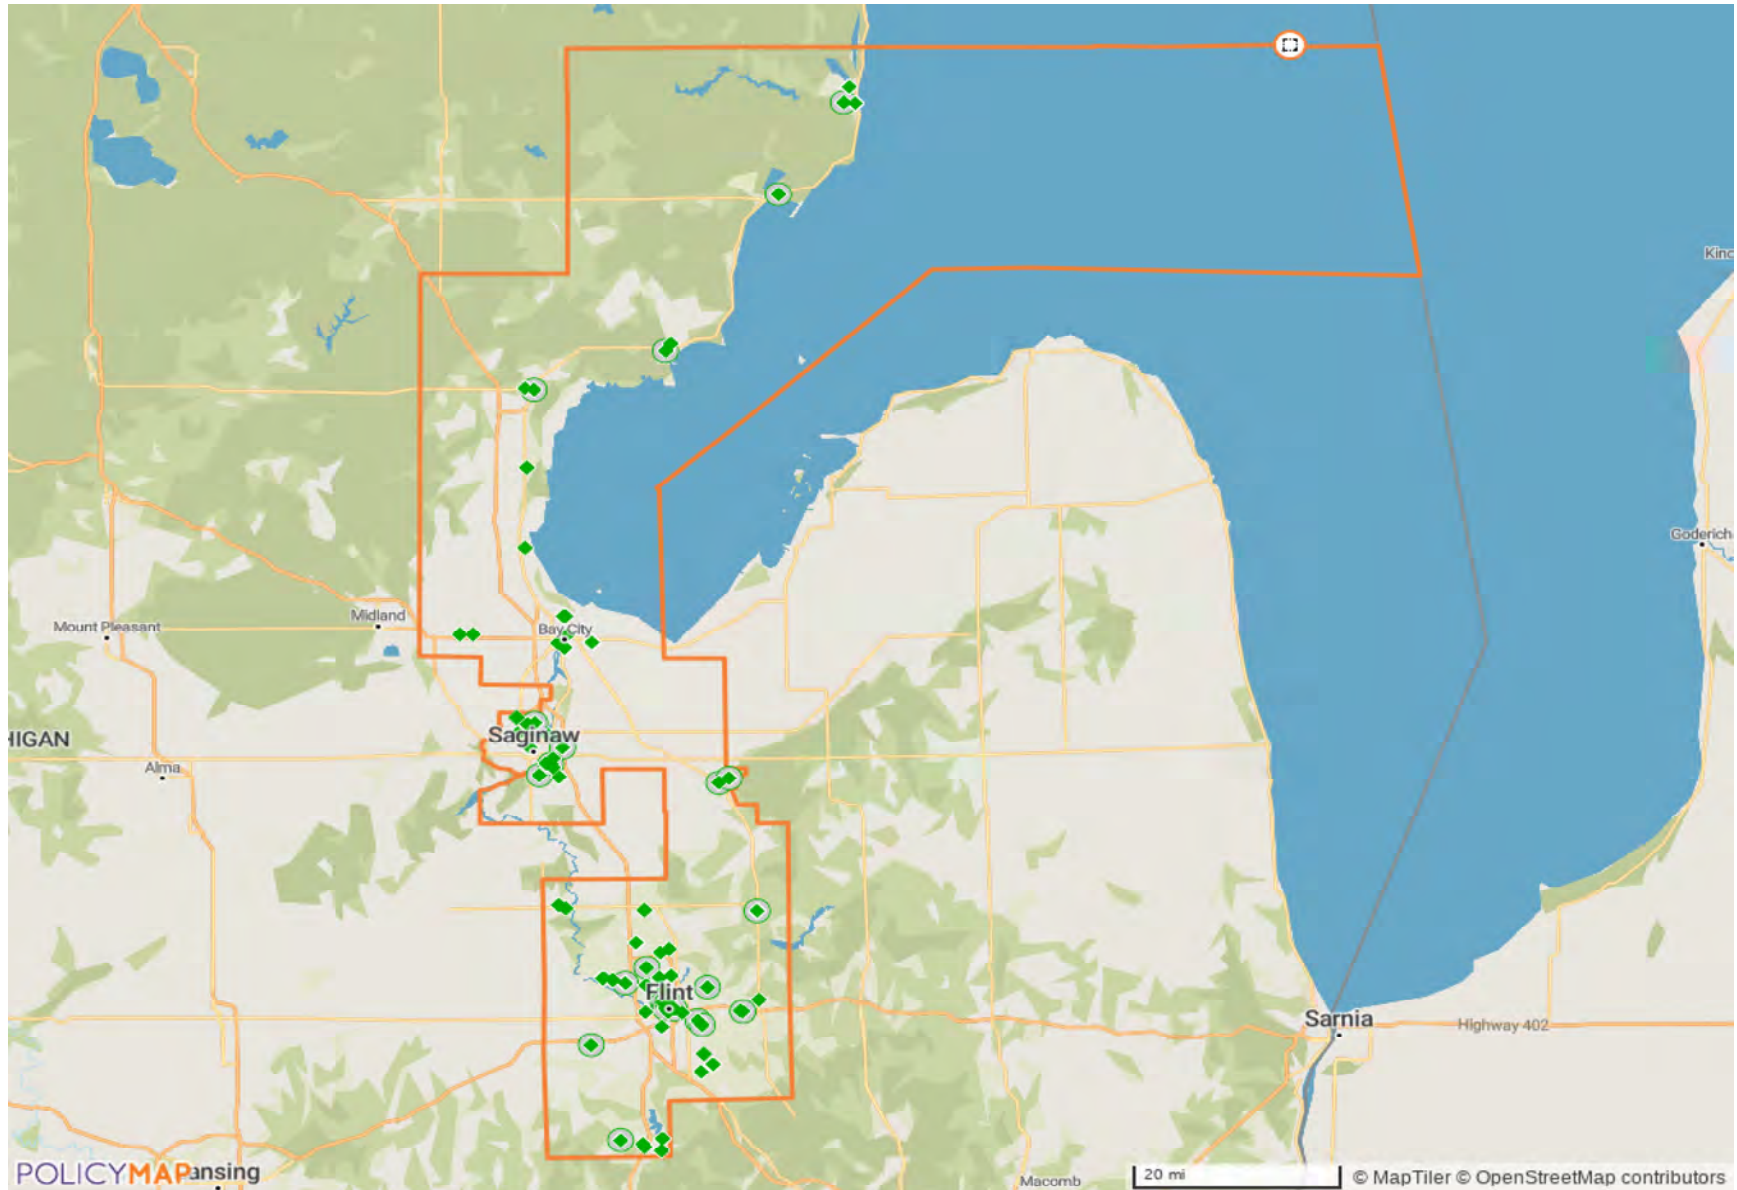 Kinc
Goderich
Midland
Mount Pleasant
Bay City
HIGAN
Saginaw
Alma
Flint
Sarnia
Highway 402
POLICYMAP
ansing
Macomb
20 mi
© MapTiler © OpenStreetMap contributors